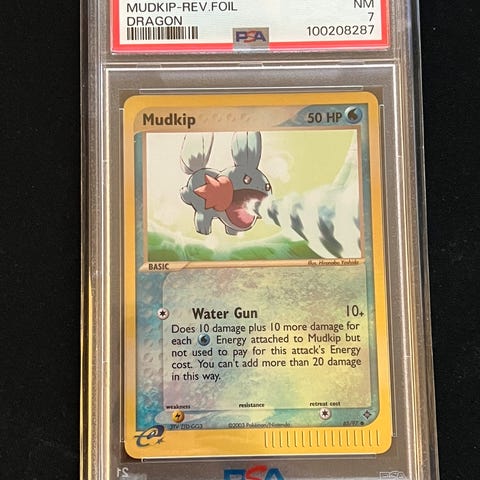 MUDKIP-REV.FOIL NM
DRAGON 7
PSA 100208287
Mudkip 50 HP
BASIC Illus. Hironobu Yoshida
Water Gun 10+
Does 10 damage plus 10 more damage for
each Energy attached to Mudkip but
not used to pay for this attack's Energy
cost. You can't add more than 20 damage
in this way.
weakness resistance retreat cost
©2003 Pokémon/Nintendo
e
PSA
PSA